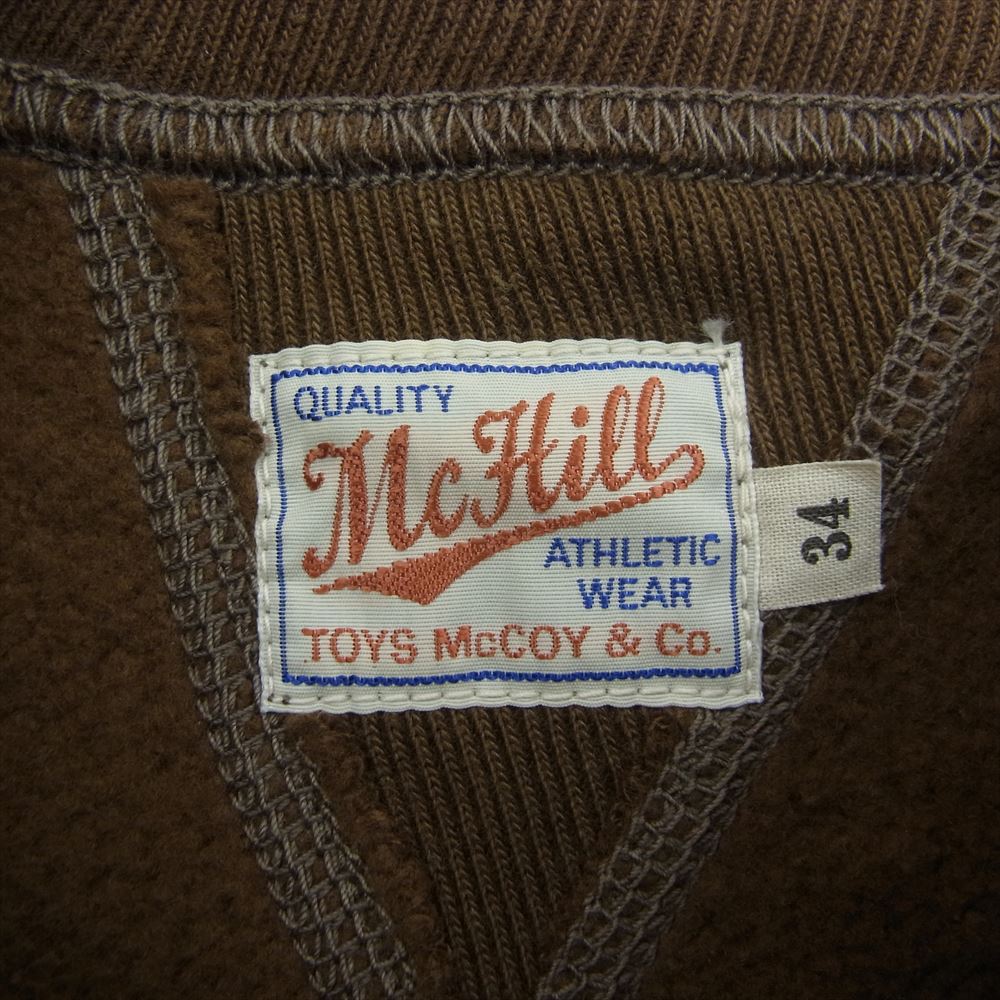 QUALITY
McHill
ATHLETIC
WEAR
TOYS McCOY & Co.
34